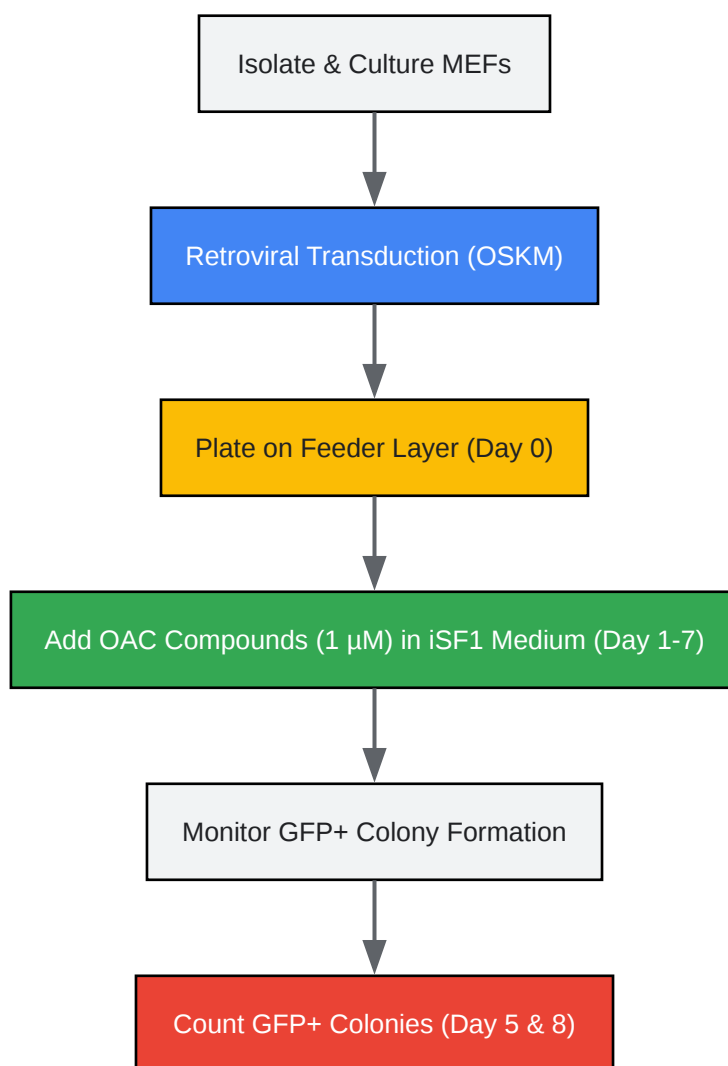 Isolate & Culture MEFs
Retroviral Transduction (OSKM)
Plate on Feeder Layer (Day 0)
Add OAC Compounds (1 µM) in iSF1 Medium (Day 1-7)
Monitor GFP+ Colony Formation
Count GFP+ Colonies (Day 5 & 8)